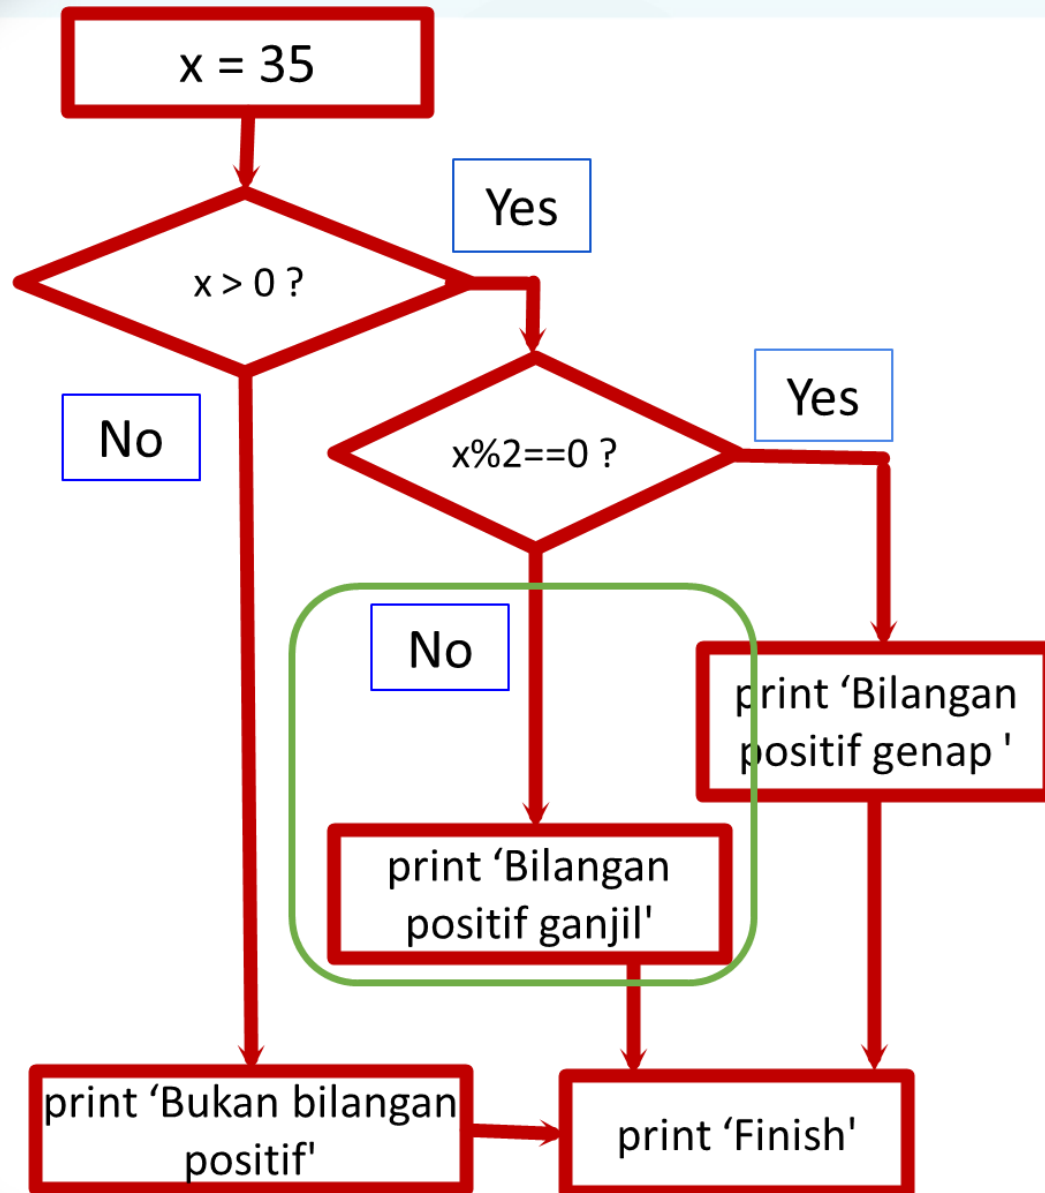 x = 35
Yes
x > 0 ?
No
Yes
x%2==0 ?
No
print ‘Bilangan
positif genap '
print ‘Bilangan
positif ganjil'
print ‘Bukan bilangan
positif'
print ‘Finish'